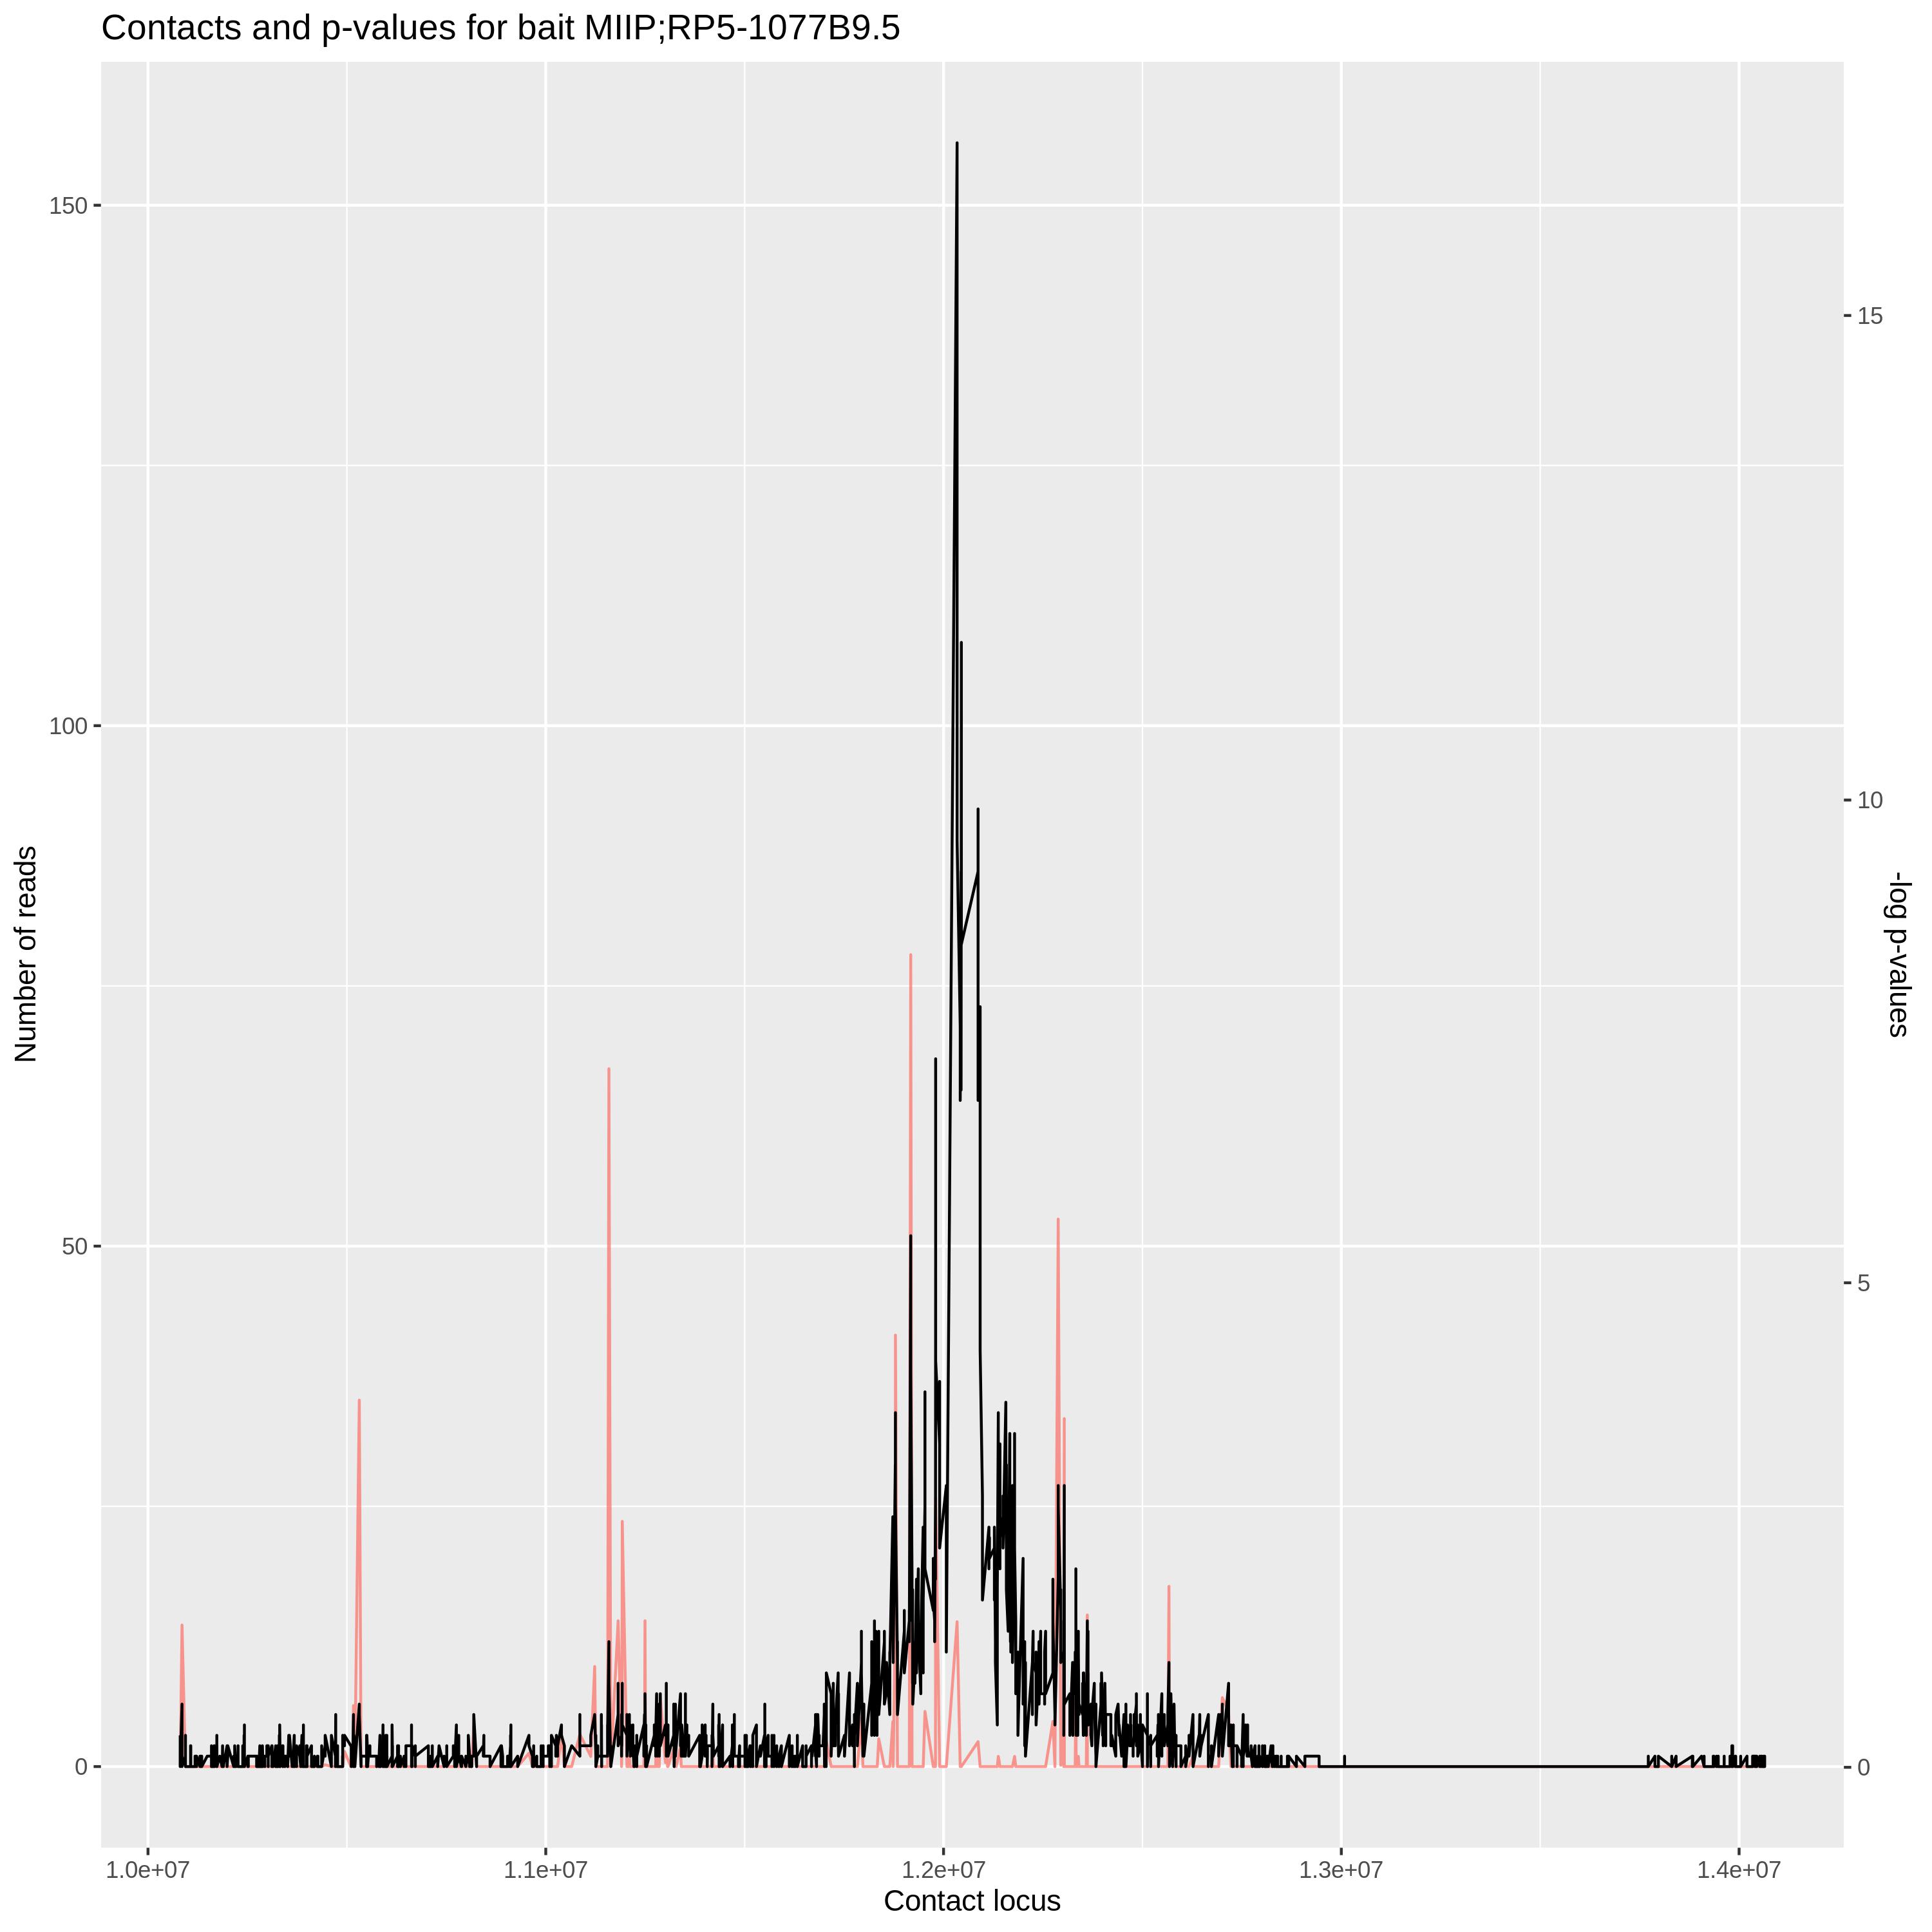 Contacts and p-values for bait MIIP;RP5-1077B9.5
150
100
50
0
Number of reads
15
10
5
0
-log p-values
1.0e+07 1.1e+07 1.2e+07 1.3e+07 1.4e+07
Contact locus